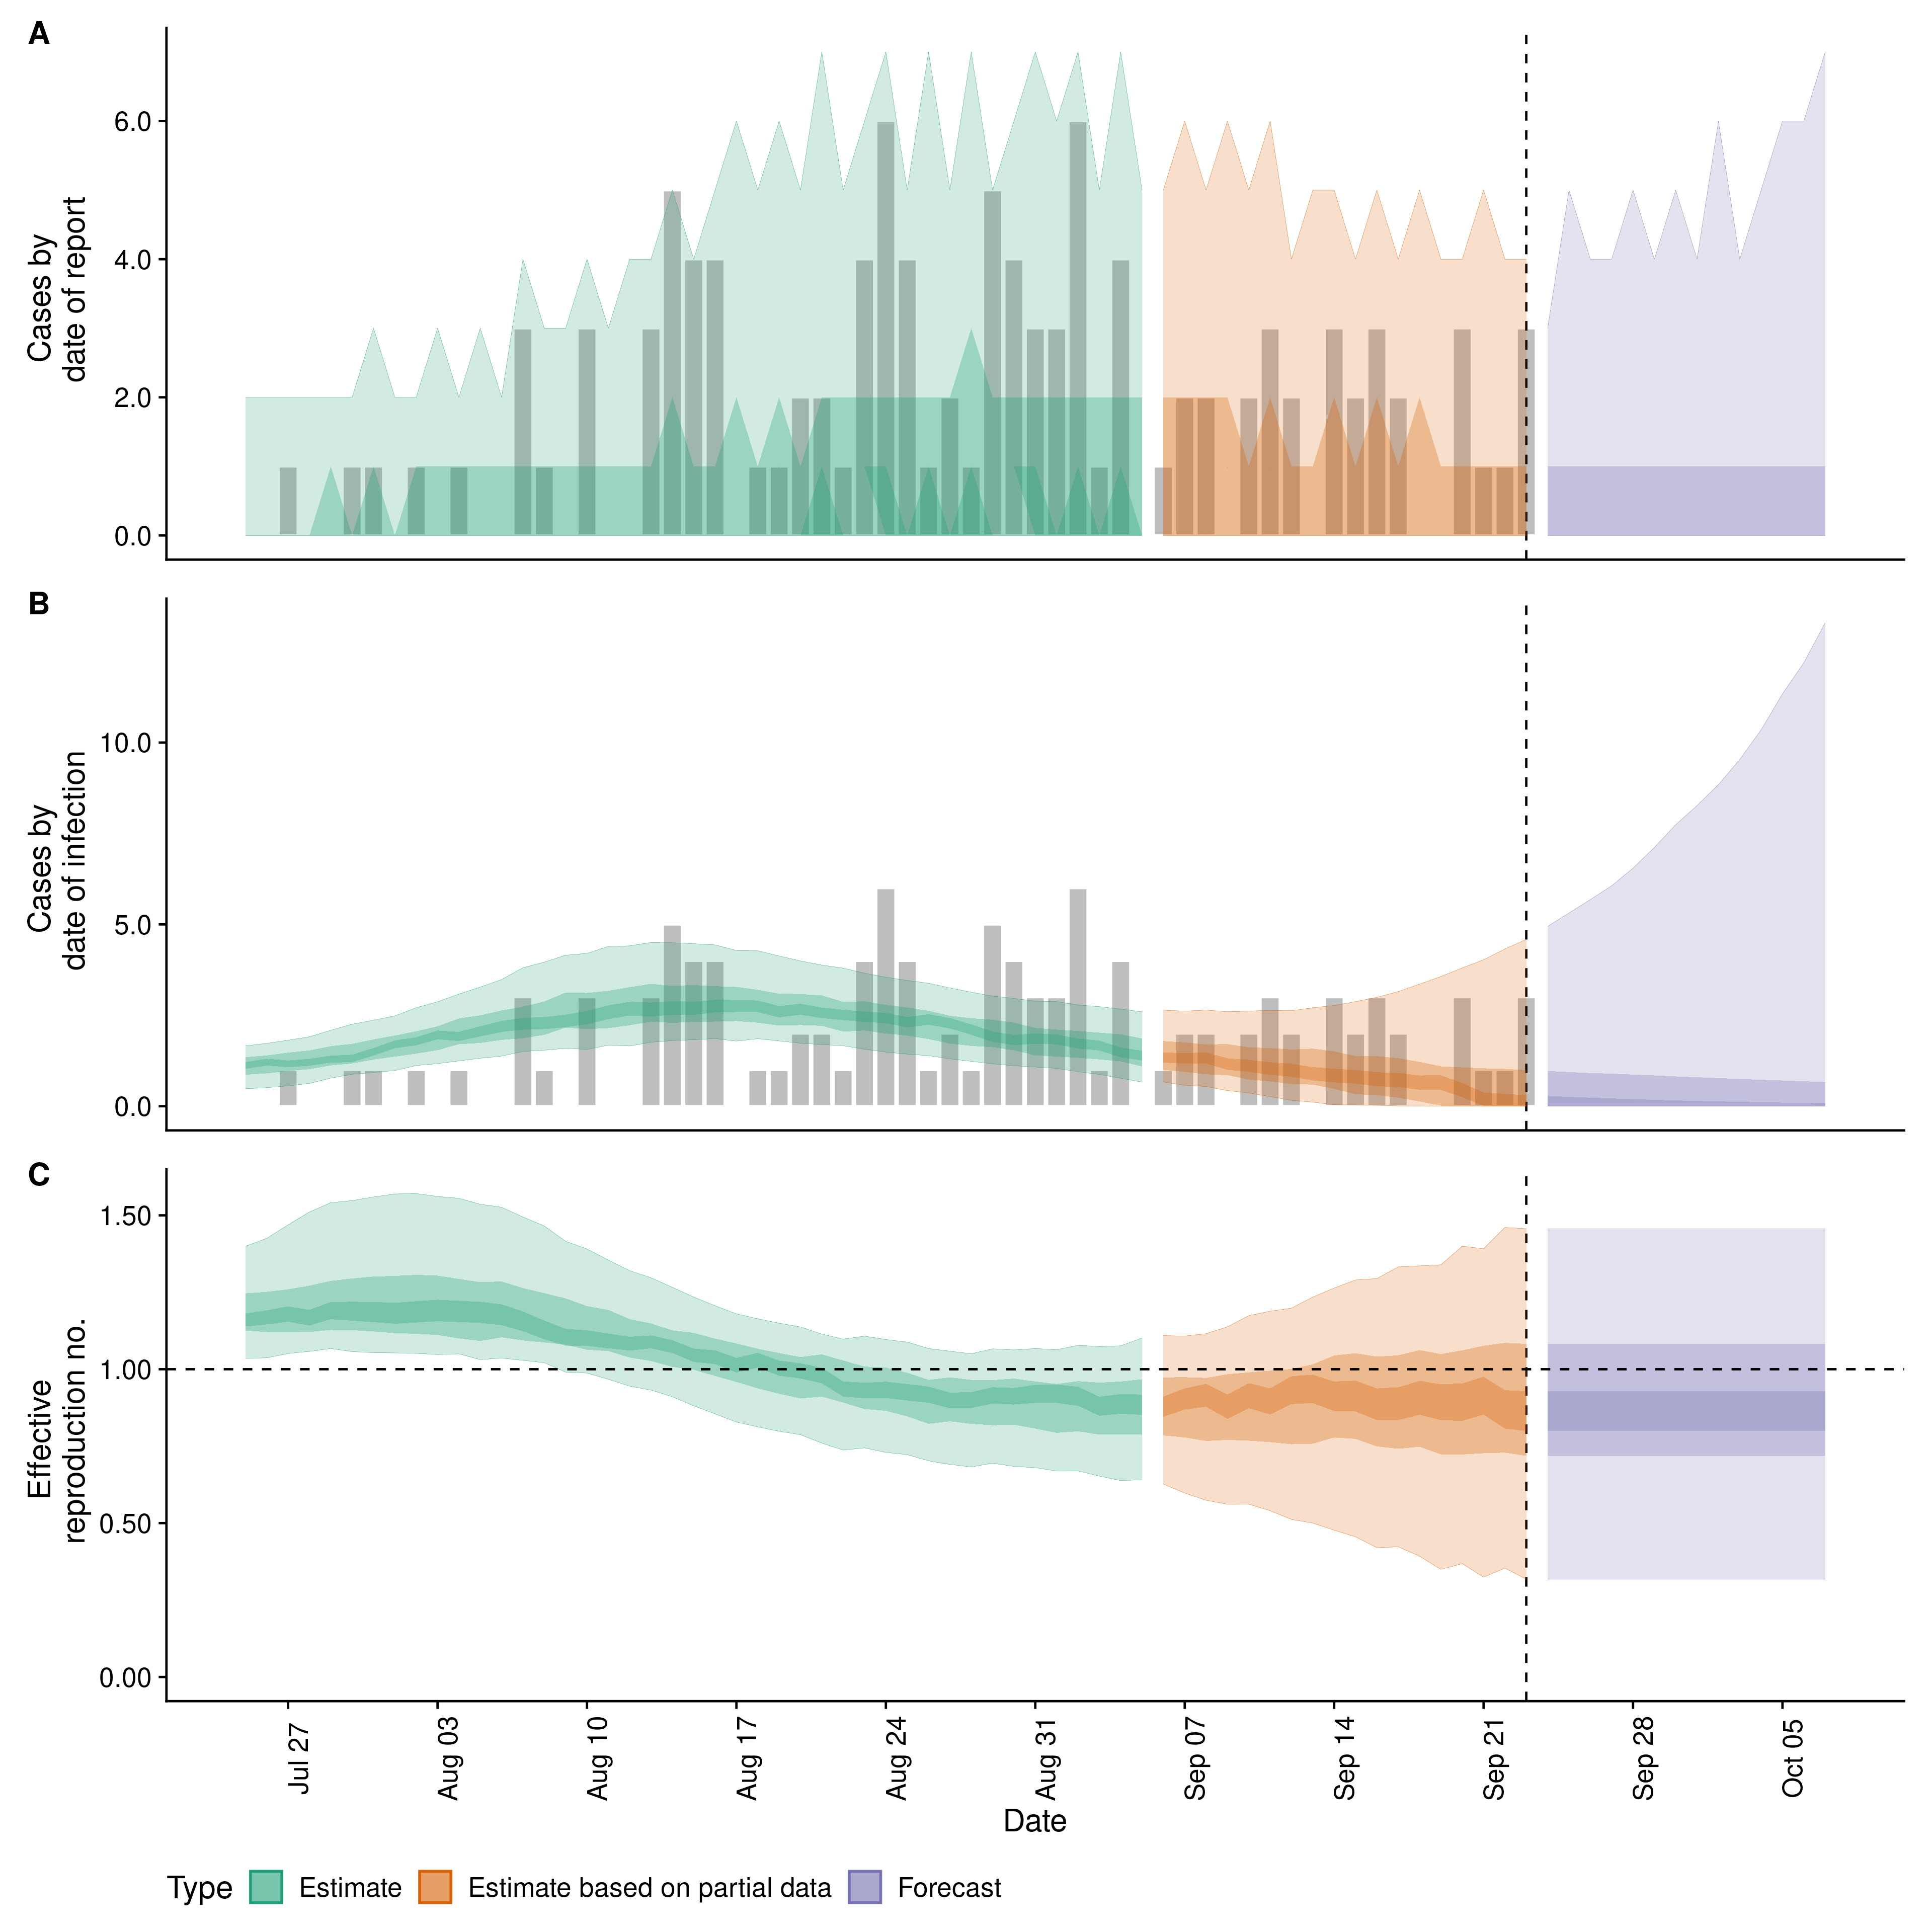 A
Cases by
date of report
6.0
4.0
2.0
0.0
B
Cases by
date of infection
10.0
5.0
0.0
C
Effective
reproduction no.
1.50
1.00
0.50
0.00
Jul 27
Aug 03
Aug 10
Aug 17
Aug 24
Aug 31
Sep 07
Sep 14
Sep 21
Sep 28
Oct 05
Date
Type
Estimate
Estimate based on partial data
Forecast